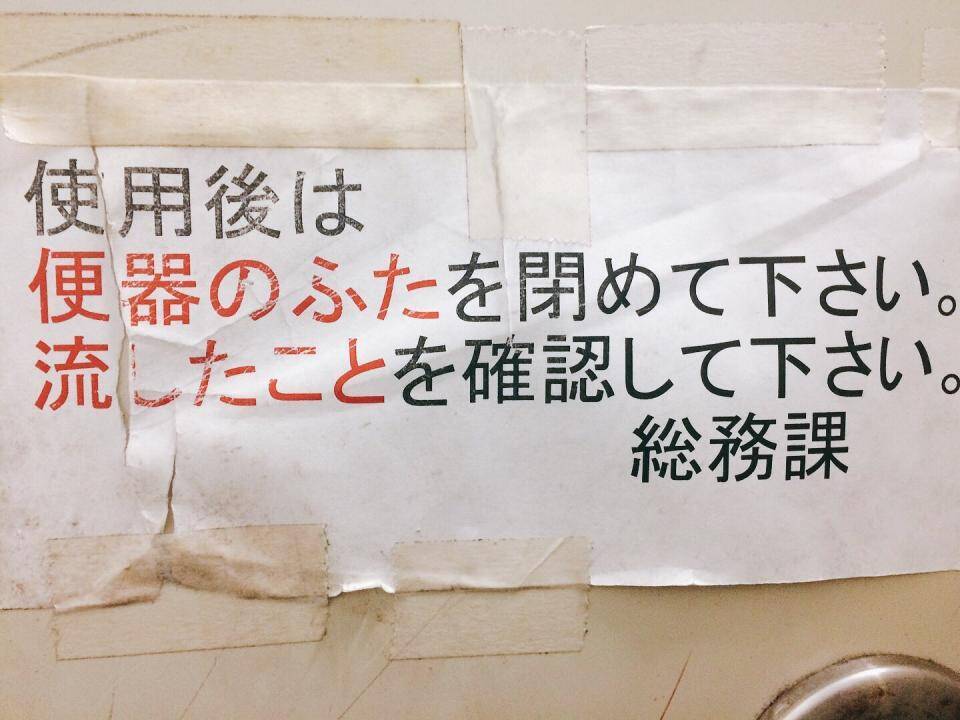 使用後は
便器のふたを閉めて下さい。
流したことを確認して下さい。
総務課